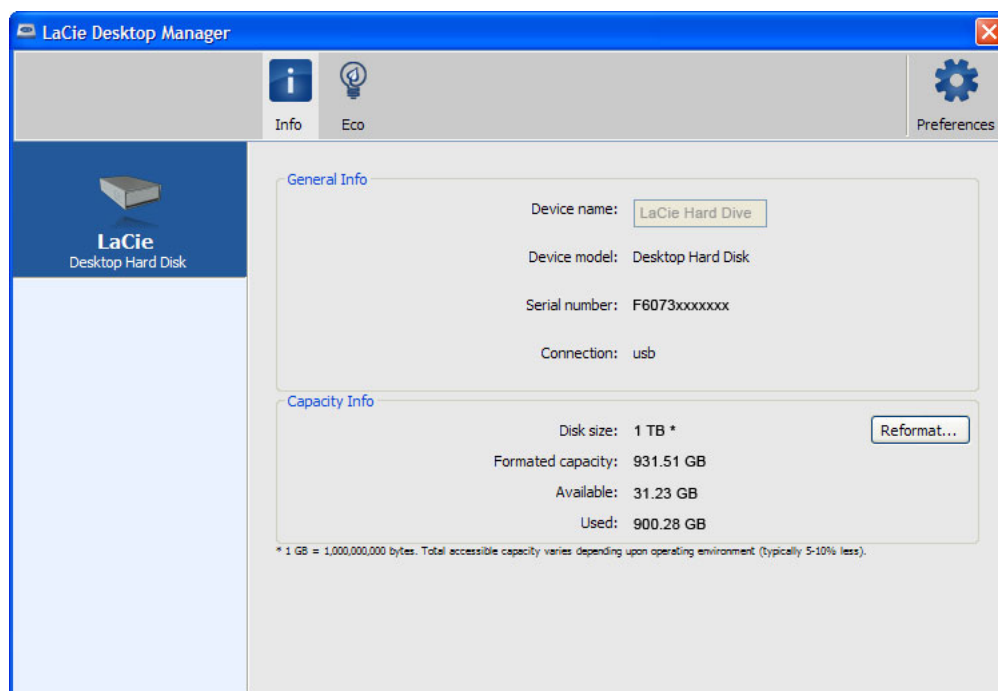 LaCie Desktop Manager
Info
Eco
Preferences
LaCie
Desktop Hard Disk
General Info
Device name: LaCie Hard Dive
Device model: Desktop Hard Disk
Serial number: F6073xxxxxxx
Connection: usb
Capacity Info
Disk size: 1 TB *
Reformat...
Formated capacity: 931.51 GB
Available: 31.23 GB
Used: 900.28 GB
* 1 GB = 1,000,000,000 bytes. Total accessible capacity varies depending upon operating environment (typically 5-10% less).